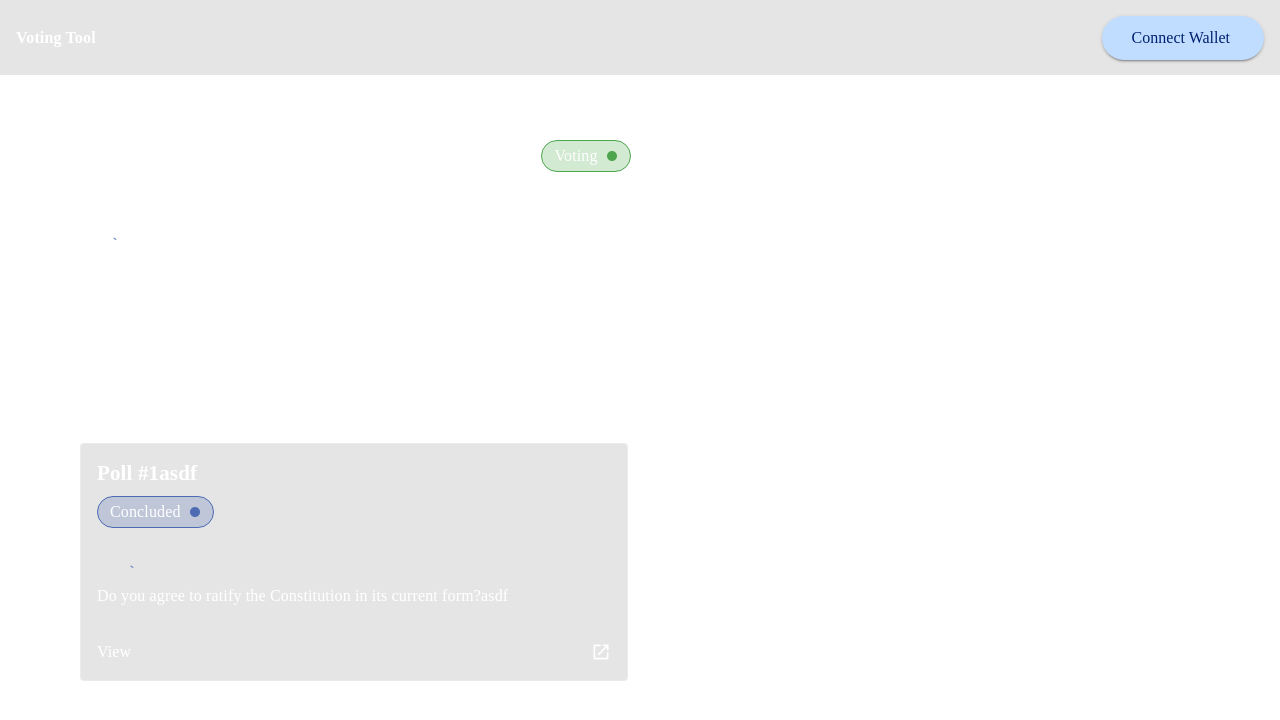 Voting Tool
Connect Wallet
Voting
`
Poll #1asdf
Concluded
`
Do you agree to ratify the Constitution in its current form?asdf
View